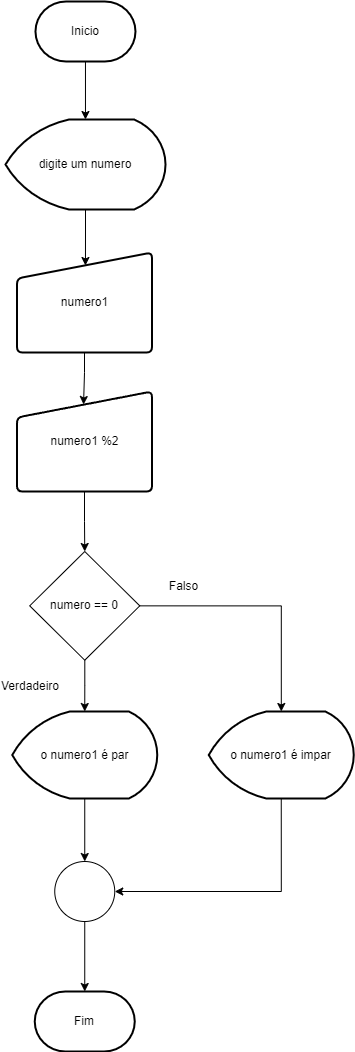 Inicio
digite um numero
numero1
numero1 %2
numero == 0
Falso
Verdadeiro
o numero1 é par
o numero1 é impar
Fim